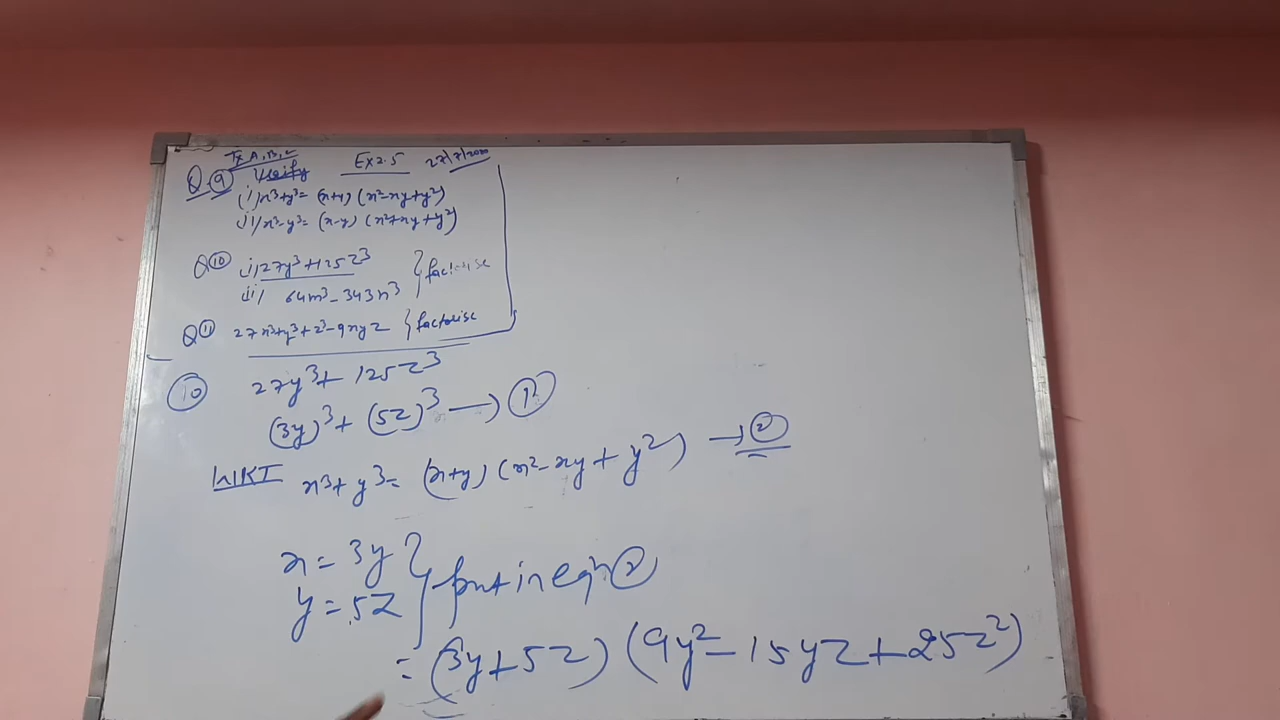 Ex 2.5
Q.9 Verify
(i) x³+y³= (x+y) (x²-xy+y²)
(ii) x³-y³= (x-y) (x²+xy+y²)
Q10 (i) 27y³+125z³
(ii) 64m³-343n³ } factorise
Q11 27x³+y³+z³-9xyz } factorise
10 27y³+ 125z³
(3y)³+ (5z)³ → 1
WKT x³+ y³= (x+y) (x²-xy+ y²) → 2
x= 3y
y= 5z } put in eqn 2
= (3y+5z) (9y²-15yz+25z²)